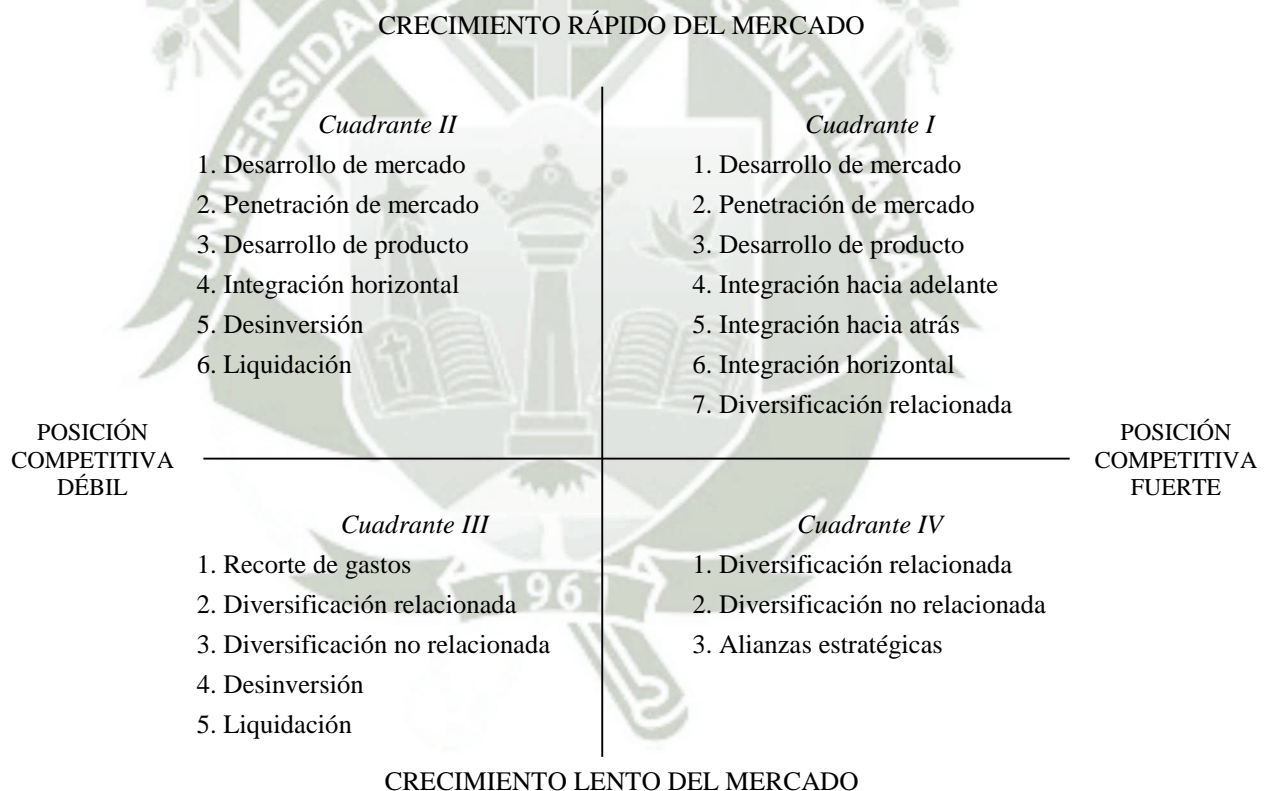 CRECIMIENTO RÁPIDO DEL MERCADO
Cuadrante II
1. Desarrollo de mercado
2. Penetración de mercado
3. Desarrollo de producto
4. Integración horizontal
5. Desinversión
6. Liquidación
Cuadrante I
1. Desarrollo de mercado
2. Penetración de mercado
3. Desarrollo de producto
4. Integración hacia adelante
5. Integración hacia atrás
6. Integración horizontal
7. Diversificación relacionada
POSICIÓN
COMPETITIVA
DÉBIL
POSICIÓN
COMPETITIVA
FUERTE
Cuadrante III
1. Recorte de gastos
2. Diversificación relacionada
3. Diversificación no relacionada
4. Desinversión
5. Liquidación
Cuadrante IV
1. Diversificación relacionada
2. Diversificación no relacionada
3. Alianzas estratégicas
CRECIMIENTO LENTO DEL MERCADO
SANTA MARIA